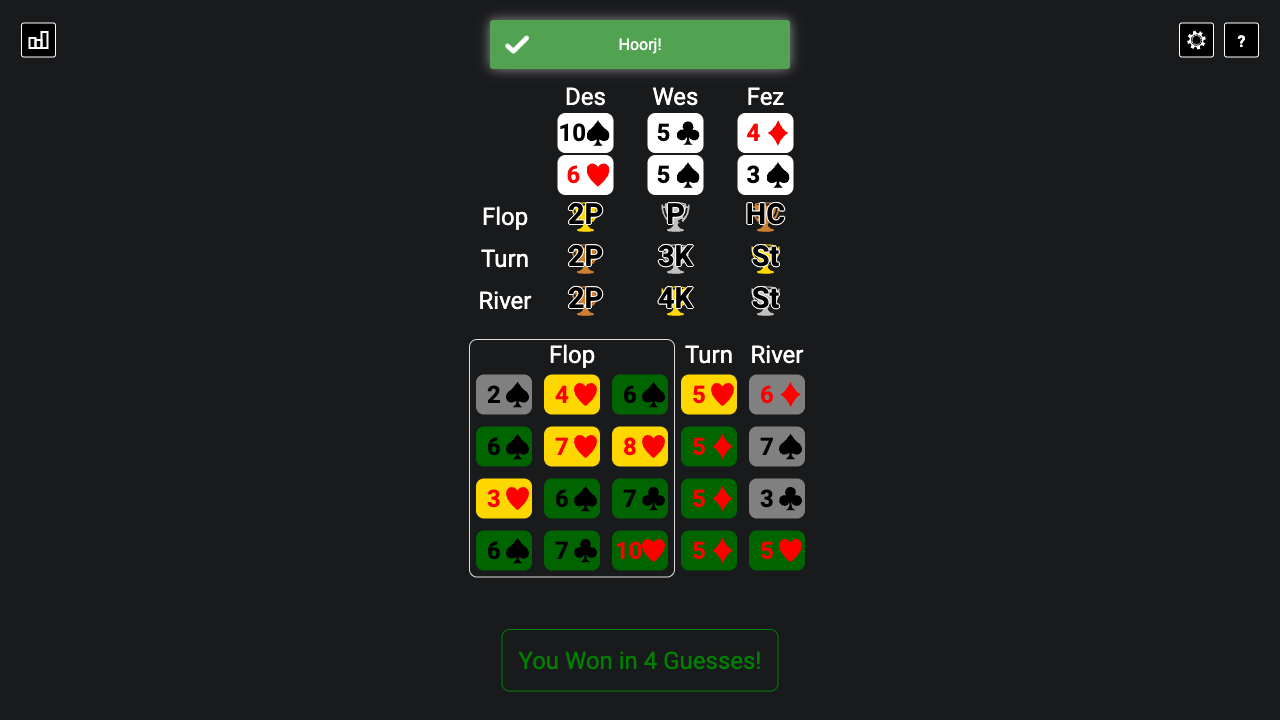 Hoorj!
?
Des Wes Fez
10♠ 5♣ 4♦
6♥ 5♠ 3♠
Flop 2P P HC
Turn 2P 3K St
River 2P 4K St
Flop Turn River
2♠ 4♥ 6♠ 5♥ 6♦
6♠ 7♥ 8♥ 5♦ 7♠
3♥ 6♠ 7♣ 5♦ 3♣
6♠ 7♣ 10♥ 5♦ 5♥
You Won in 4 Guesses!